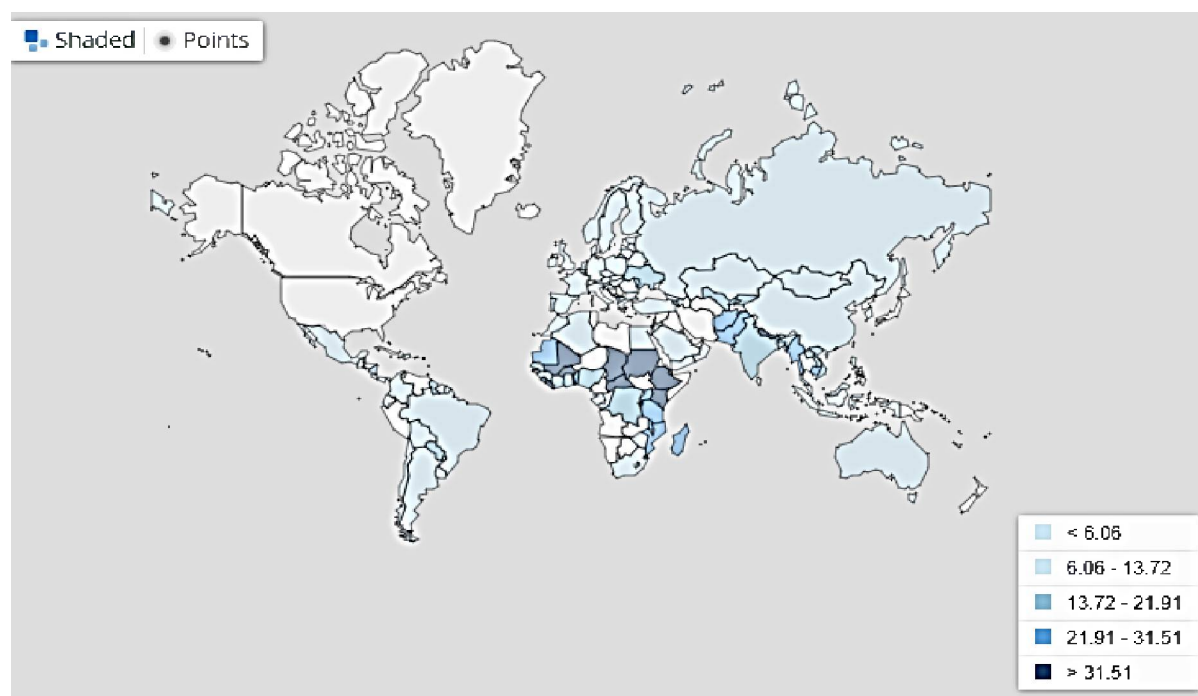 Shaded Points
< 6.06
6.06 - 13.72
13.72 - 21.91
21.91 - 31.51
> 31.51